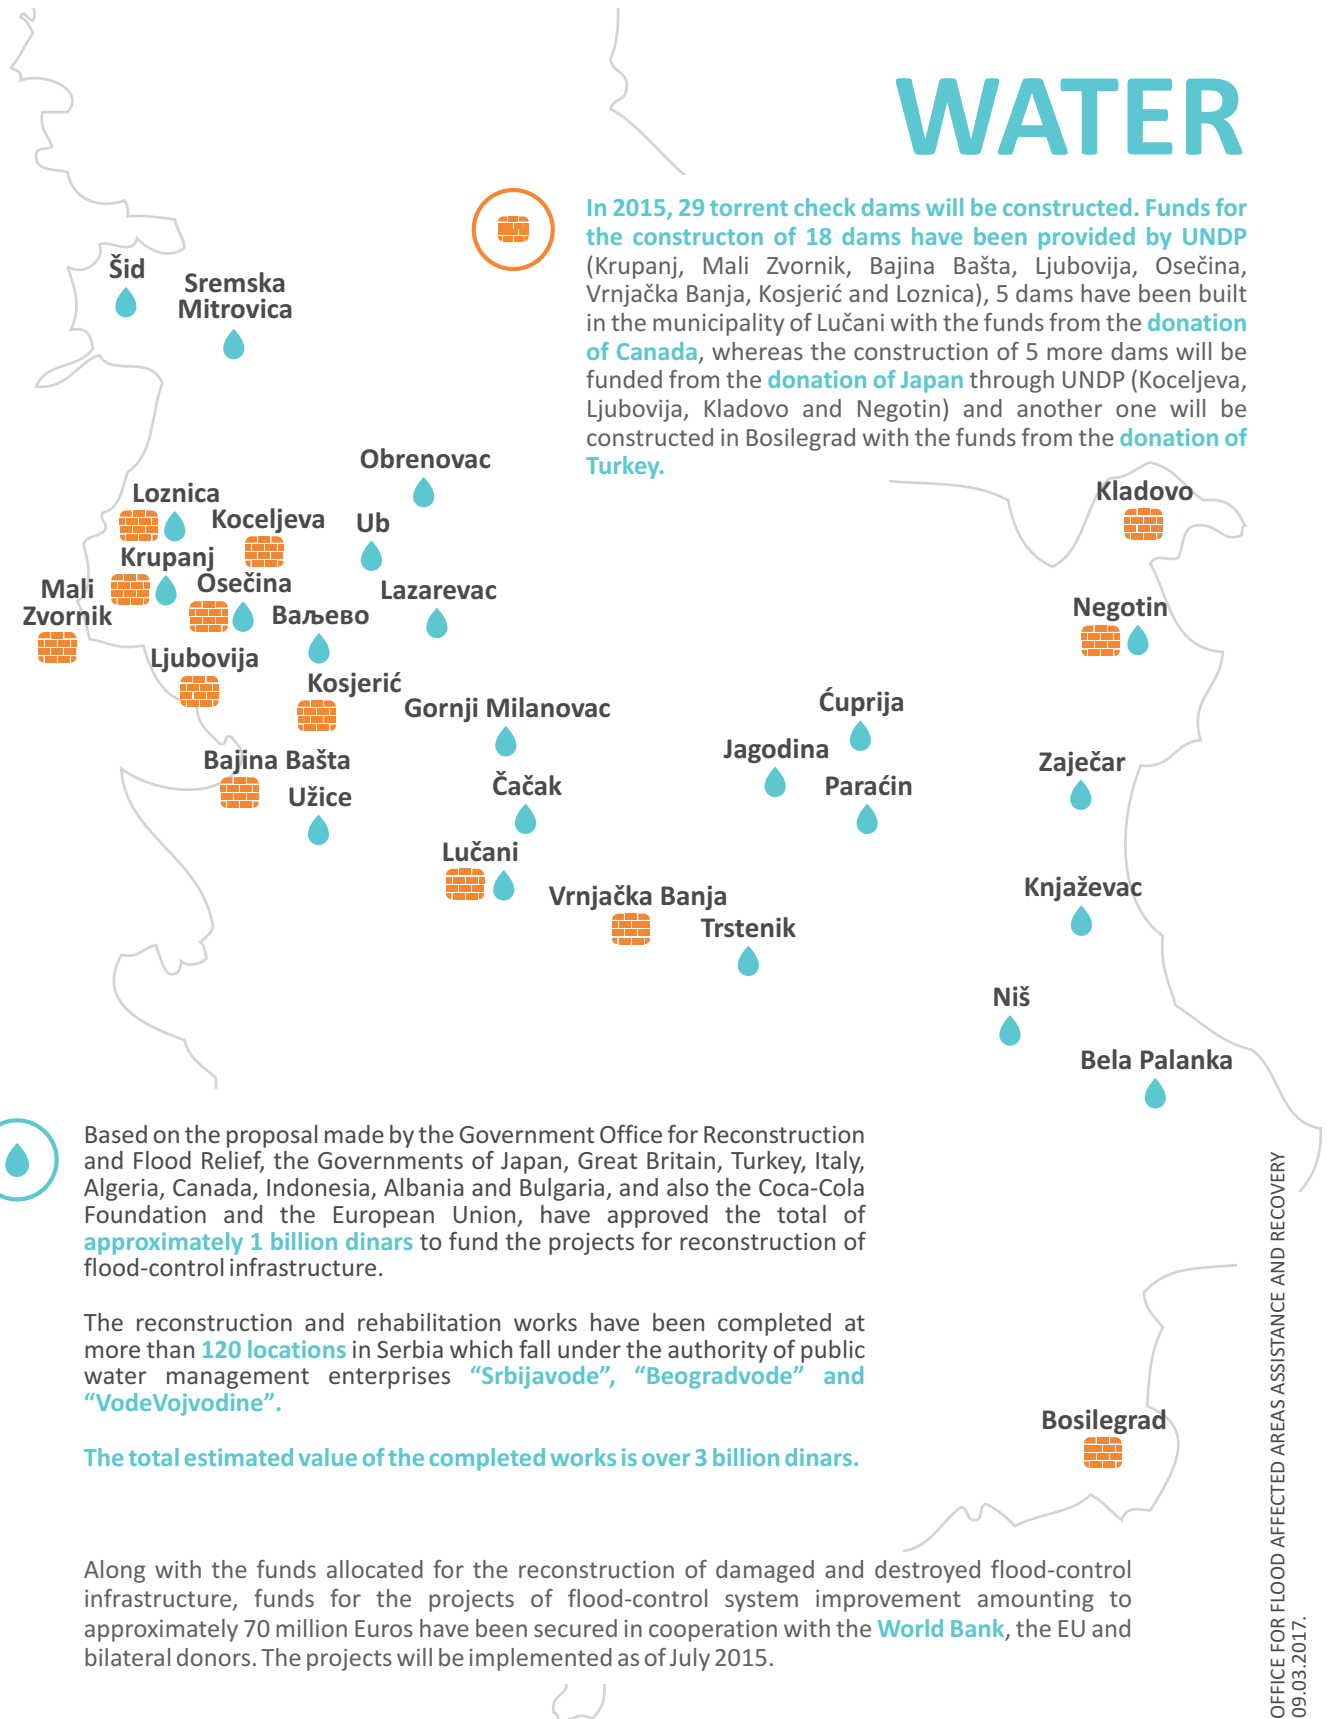 WATER
In 2015, 29 torrent check dams will be constructed. Funds for
the constructon of 18 dams have been provided by UNDP
(Krupanj, Mali Zvornik, Bajina Bašta, Ljubovija, Osečina,
Vrnjačka Banja, Kosjerić and Loznica), 5 dams have been built
in the municipality of Lučani with the funds from the donation
of Canada, whereas the construction of 5 more dams will be
funded from the donation of Japan through UNDP (Koceljeva,
Ljubovija, Kladovo and Negotin) and another one will be
constructed in Bosilegrad with the funds from the donation of
Turkey.
Šid
Sremska
Mitrovica
Obrenovac
Loznica
Koceljeva
Ub
Kladovo
Krupanj
Osečina
Mali
Zvornik
Lazarevac
Ваљево
Negotin
Ljubovija
Kosjerić
Gornji Milanovac
Ćuprija
Jagodina
Bajina Bašta
Zaječar
Užice
Čačak
Paraćin
Lučani
Vrnjačka Banja
Knjaževac
Trstenik
Niš
Bela Palanka
Based on the proposal made by the Government Office for Reconstruction
and Flood Relief, the Governments of Japan, Great Britain, Turkey, Italy,
Algeria, Canada, Indonesia, Albania and Bulgaria, and also the Coca-Cola
Foundation and the European Union, have approved the total of
approximately 1 billion dinars to fund the projects for reconstruction of
flood-control infrastructure.
The reconstruction and rehabilitation works have been completed at
more than 120 locations in Serbia which fall under the authority of public
water management enterprises “Srbijavode”, “Beogradvode” and
“VodeVojvodine”.
The total estimated value of the completed works is over 3 billion dinars.
Bosilegrad
Along with the funds allocated for the reconstruction of damaged and destroyed flood-control
infrastructure, funds for the projects of flood-control system improvement amounting to
approximately 70 million Euros have been secured in cooperation with the World Bank, the EU and
bilateral donors. The projects will be implemented as of July 2015.
OFFICE FOR FLOOD AFFECTED AREAS ASSISTANCE AND RECOVERY
09.03.2017.